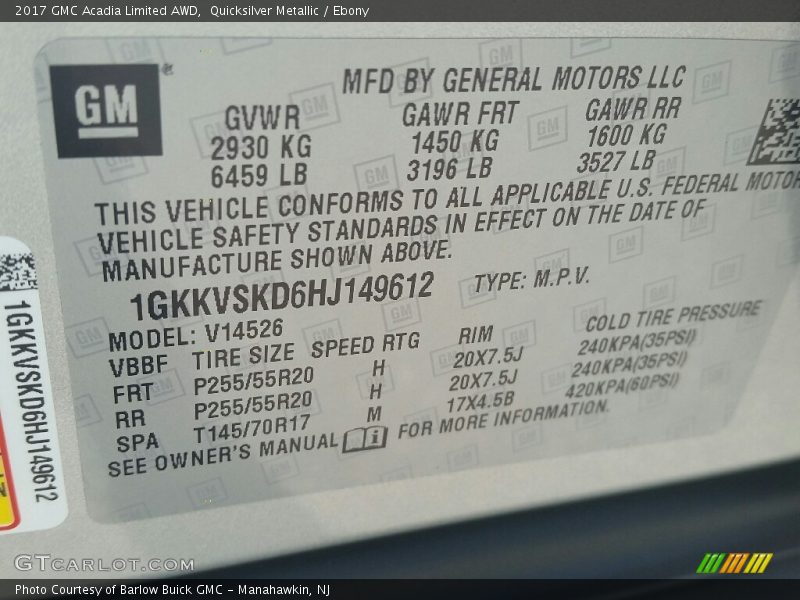 2017 GMC Acadia Limited AWD,  Quicksilver Metallic / Ebony
GM
MFD BY GENERAL MOTORS LLC
GVWR GAWR FRT GAWR RR
2930 KG 1450 KG 1600 KG
6459 LB 3196 LB 3527 LB
THIS VEHICLE CONFORMS TO ALL APPLICABLE U.S. FEDERAL MOTOR
VEHICLE SAFETY STANDARDS IN EFFECT ON THE DATE OF
MANUFACTURE SHOWN ABOVE.
1GKKVSKD6HJ149612 TYPE: M.P.V.
MODEL: V14526
VBBF TIRE SIZE SPEED RTG RIM COLD TIRE PRESSURE
FRT P255/55R20 H 20X7.5J 240KPA(35PSI)
RR P255/55R20 H 20X7.5J 240KPA(35PSI)
SPA T145/70R17 M 17X4.5B 420KPA(60PSI)
SEE OWNER'S MANUAL FOR MORE INFORMATION.
1GKKVSKD6HJ149612
GTCARLOT.COM
Photo Courtesy of Barlow Buick GMC - Manahawkin, NJ